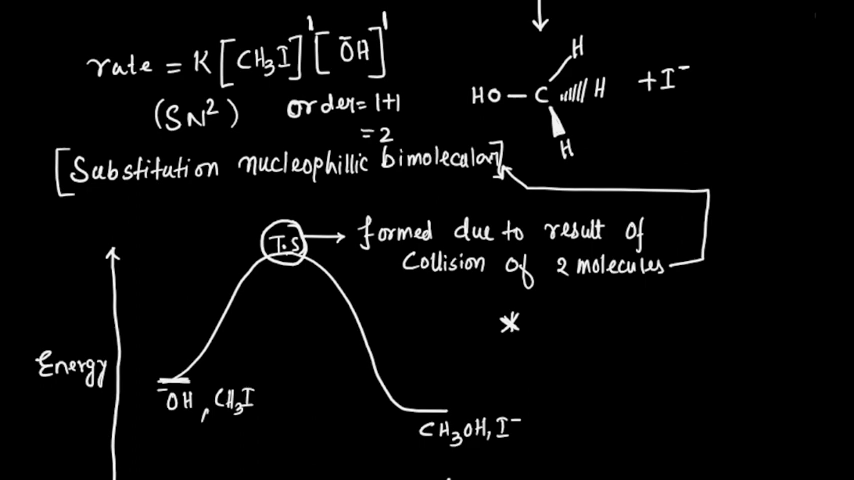 rate = K[CH₃I]¹[ŌH]¹
(SN²) order = 1+1
= 2
H
HO – C H + I⁻
H
[Substitution nucleophillic bimolecular]
T.S → formed due to result of
Collision of 2 molecules
*
Energy
⁻OH, CH₃I
CH₃OH, I⁻